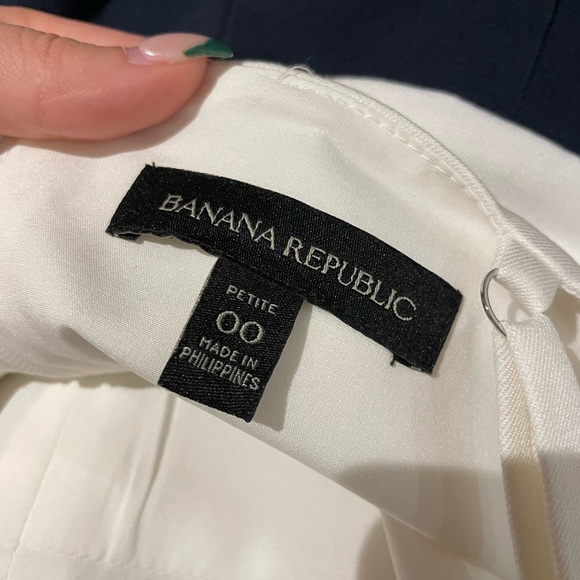 BANANA REPUBLIC
PETITE
00
MADE IN
PHILIPPINES